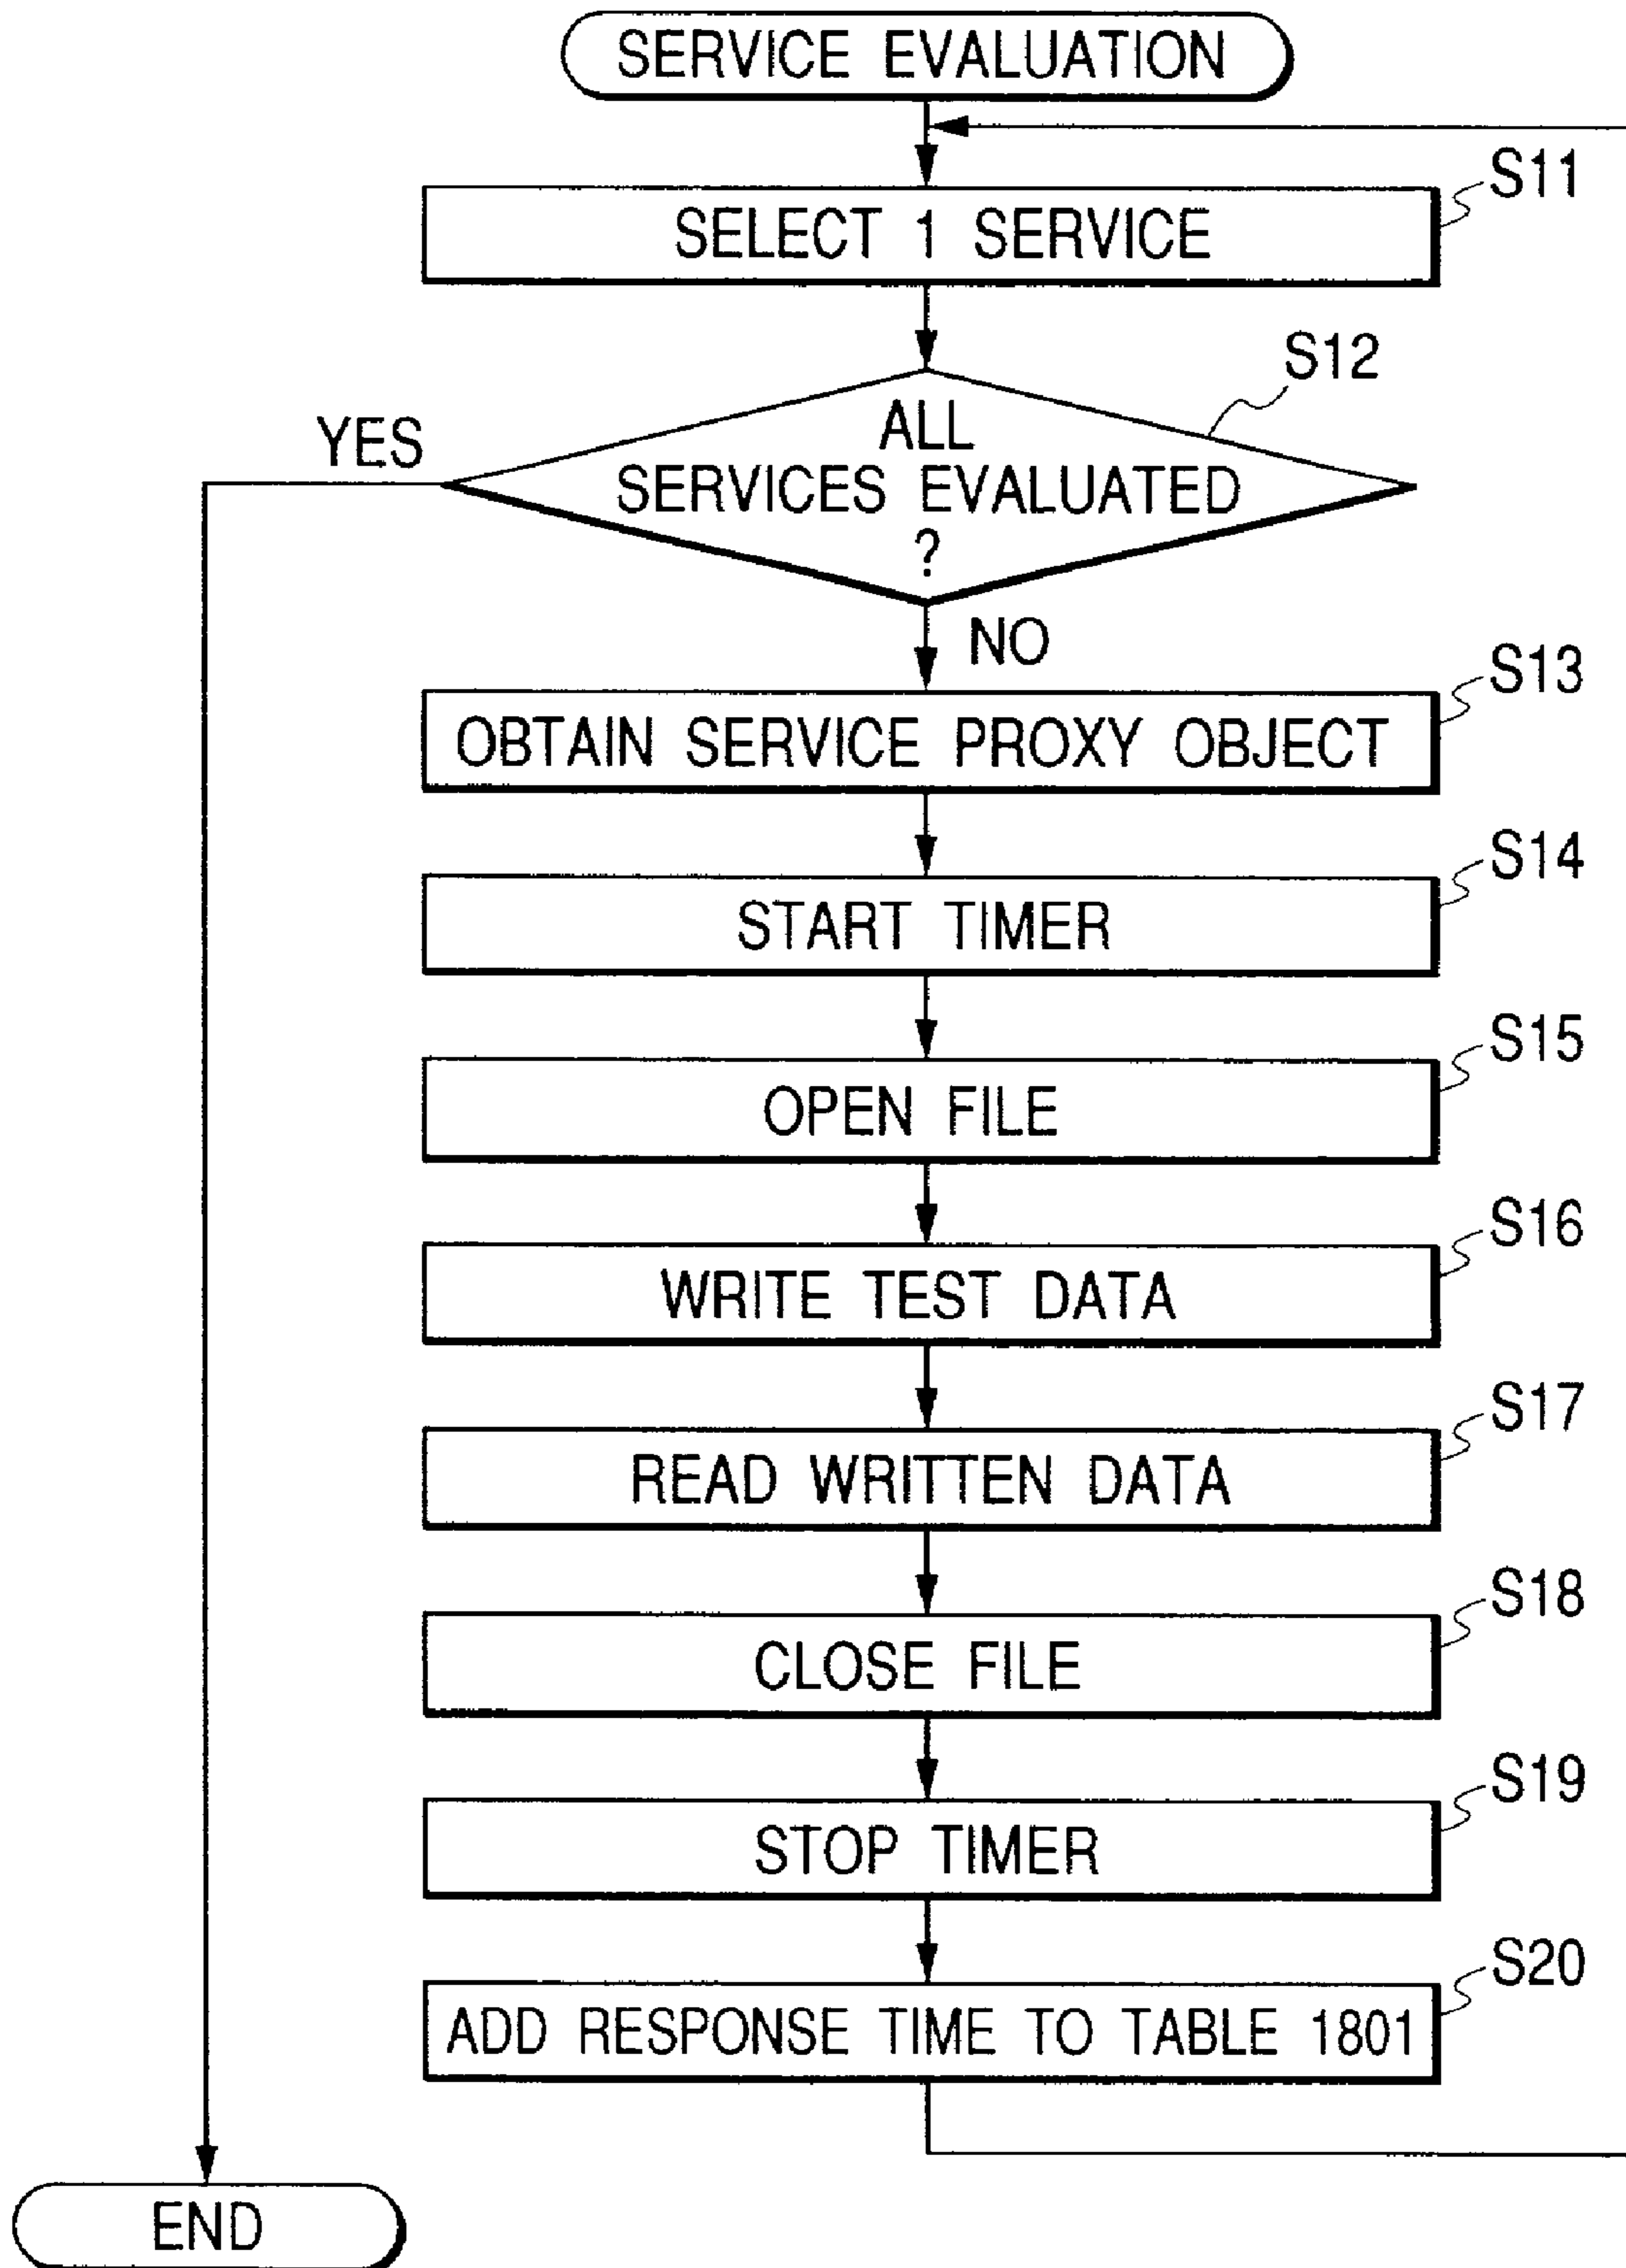 SERVICE EVALUATION
S11
SELECT 1 SERVICE
S12
YES
ALL
SERVICES EVALUATED
?
NO
S13
OBTAIN SERVICE PROXY OBJECT
S14
START TIMER
S15
OPEN FILE
S16
WRITE TEST DATA
S17
READ WRITTEN DATA
S18
CLOSE FILE
S19
STOP TIMER
S20
ADD RESPONSE TIME TO TABLE 1801
END